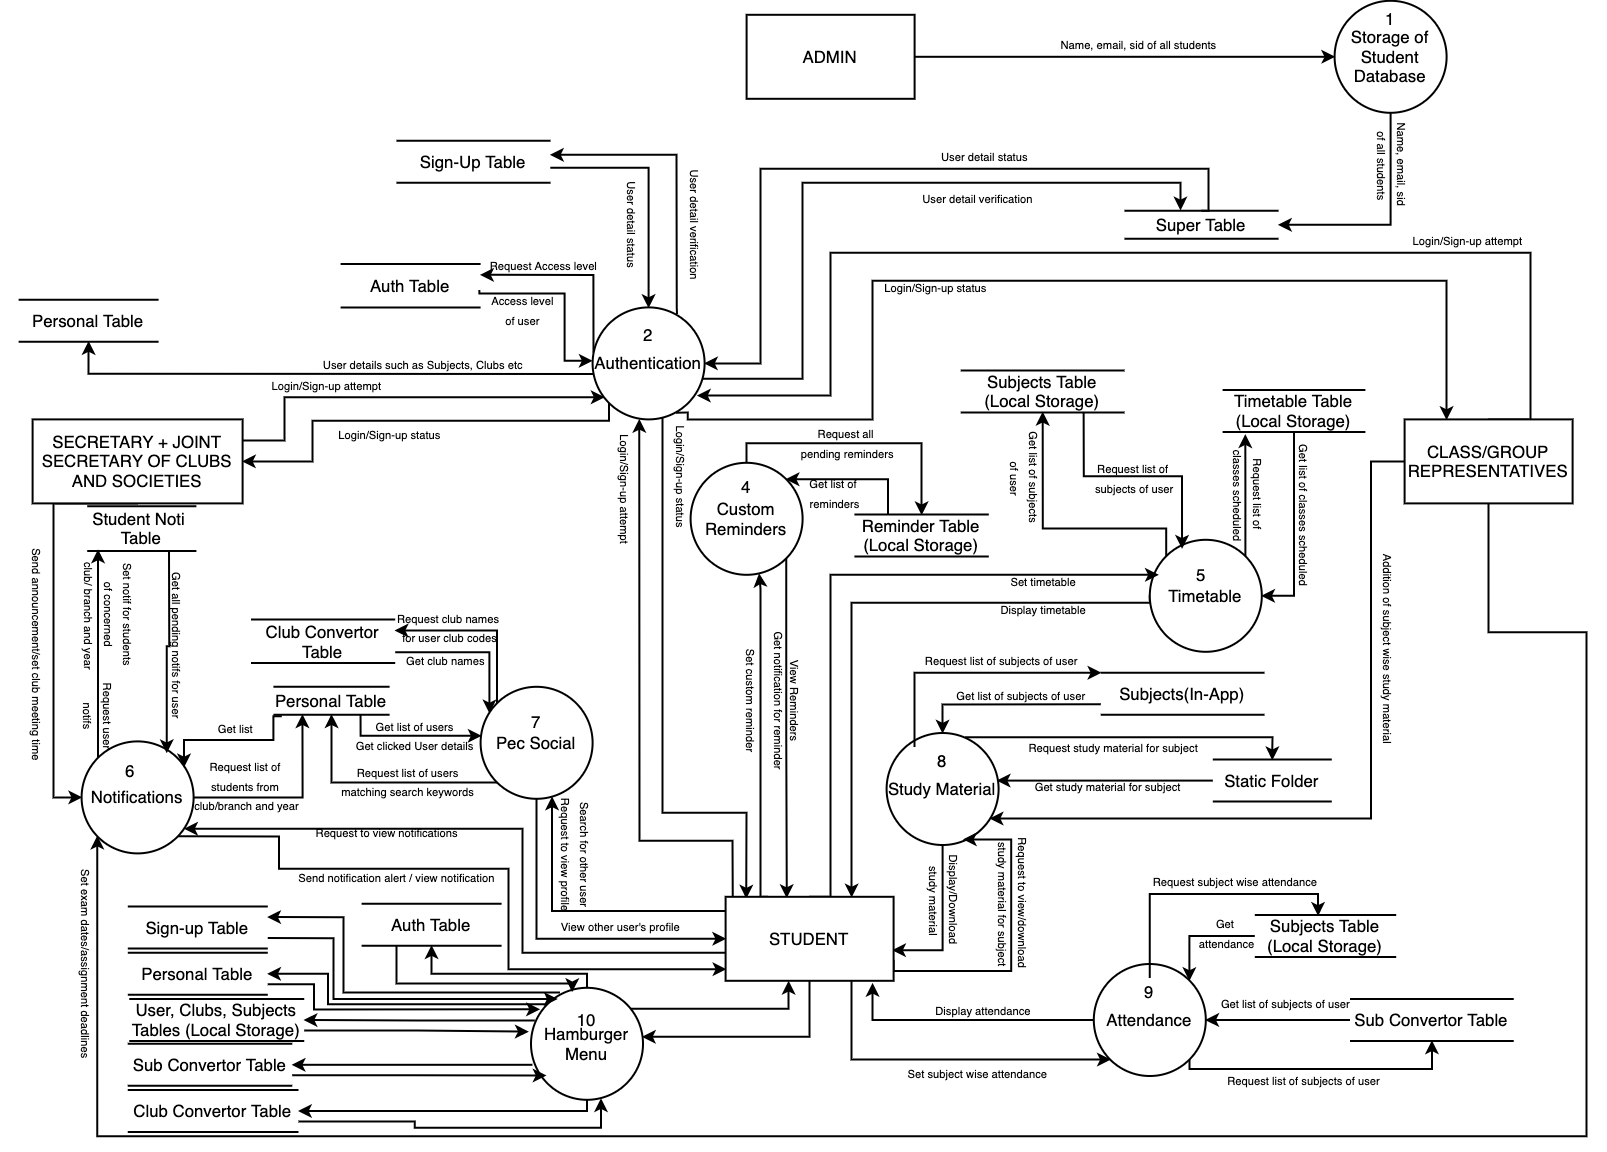 1
Storage of
Student
Database
ADMIN
Name, email, sid of all students
Name, email, sid
of all students
Sign-Up Table
User detail status
User detail verification
User detail status
User detail verification
Super Table
Login/Sign-up attempt
Login/Sign-up status
Auth Table
Request Access level
Access level
of user
Personal Table
2
Authentication
User details such as Subjects, Clubs etc
Login/Sign-up attempt
Login/Sign-up status
SECRETARY + JOINT
SECRETARY OF CLUBS
AND SOCIETIES
CLASS/GROUP
REPRESENTATIVES
Login/Sign-up attempt
Login/Sign-up status
4
Custom
Reminders
Request all
pending reminders
Get list of
reminders
Reminder Table
(Local Storage)
Subjects Table
(Local Storage)
Get list of subjects
of user
Request list of
subjects of user
Timetable Table
(Local Storage)
Request list of
classes scheduled
Get list of classes scheduled
5
Timetable
Set timetable
Display timetable
Addition of subject wise study material
Student Noti
Table
Send announcement/set club meeting time
Set notif for students
of concerned
club/ branch and year
Request user
notifs
Get all pending notifs for user
Club Convertor
Table
Request club names
for user club codes
Get club names
Personal Table
Get list
Get list of users
Get clicked User details
Request list of users
matching search keywords
7
Pec Social
6
Notifications
Request list of
students from
club/branch and year
Set custom reminder
View Reminders
Get notification for reminder
Request list of subjects of user
Get list of subjects of user
Subjects(In-App)
8
Study Material
Request study material for subject
Get study material for subject
Static Folder
Request to view notifications
Send notification alert / view notification
Search for other user
Request to view profile
View other user's profile
Display/Download
study material
Request to view/download
study material for subject
STUDENT
Set exam dates/assignment deadlines
Sign-up Table
Auth Table
Personal Table
User, Clubs, Subjects
Tables (Local Storage)
Sub Convertor Table
Club Convertor Table
10
Hamburger
Menu
Request subject wise attendance
Get
attendance
Subjects Table
(Local Storage)
9
Attendance
Display attendance
Set subject wise attendance
Get list of subjects of user
Sub Convertor Table
Request list of subjects of user